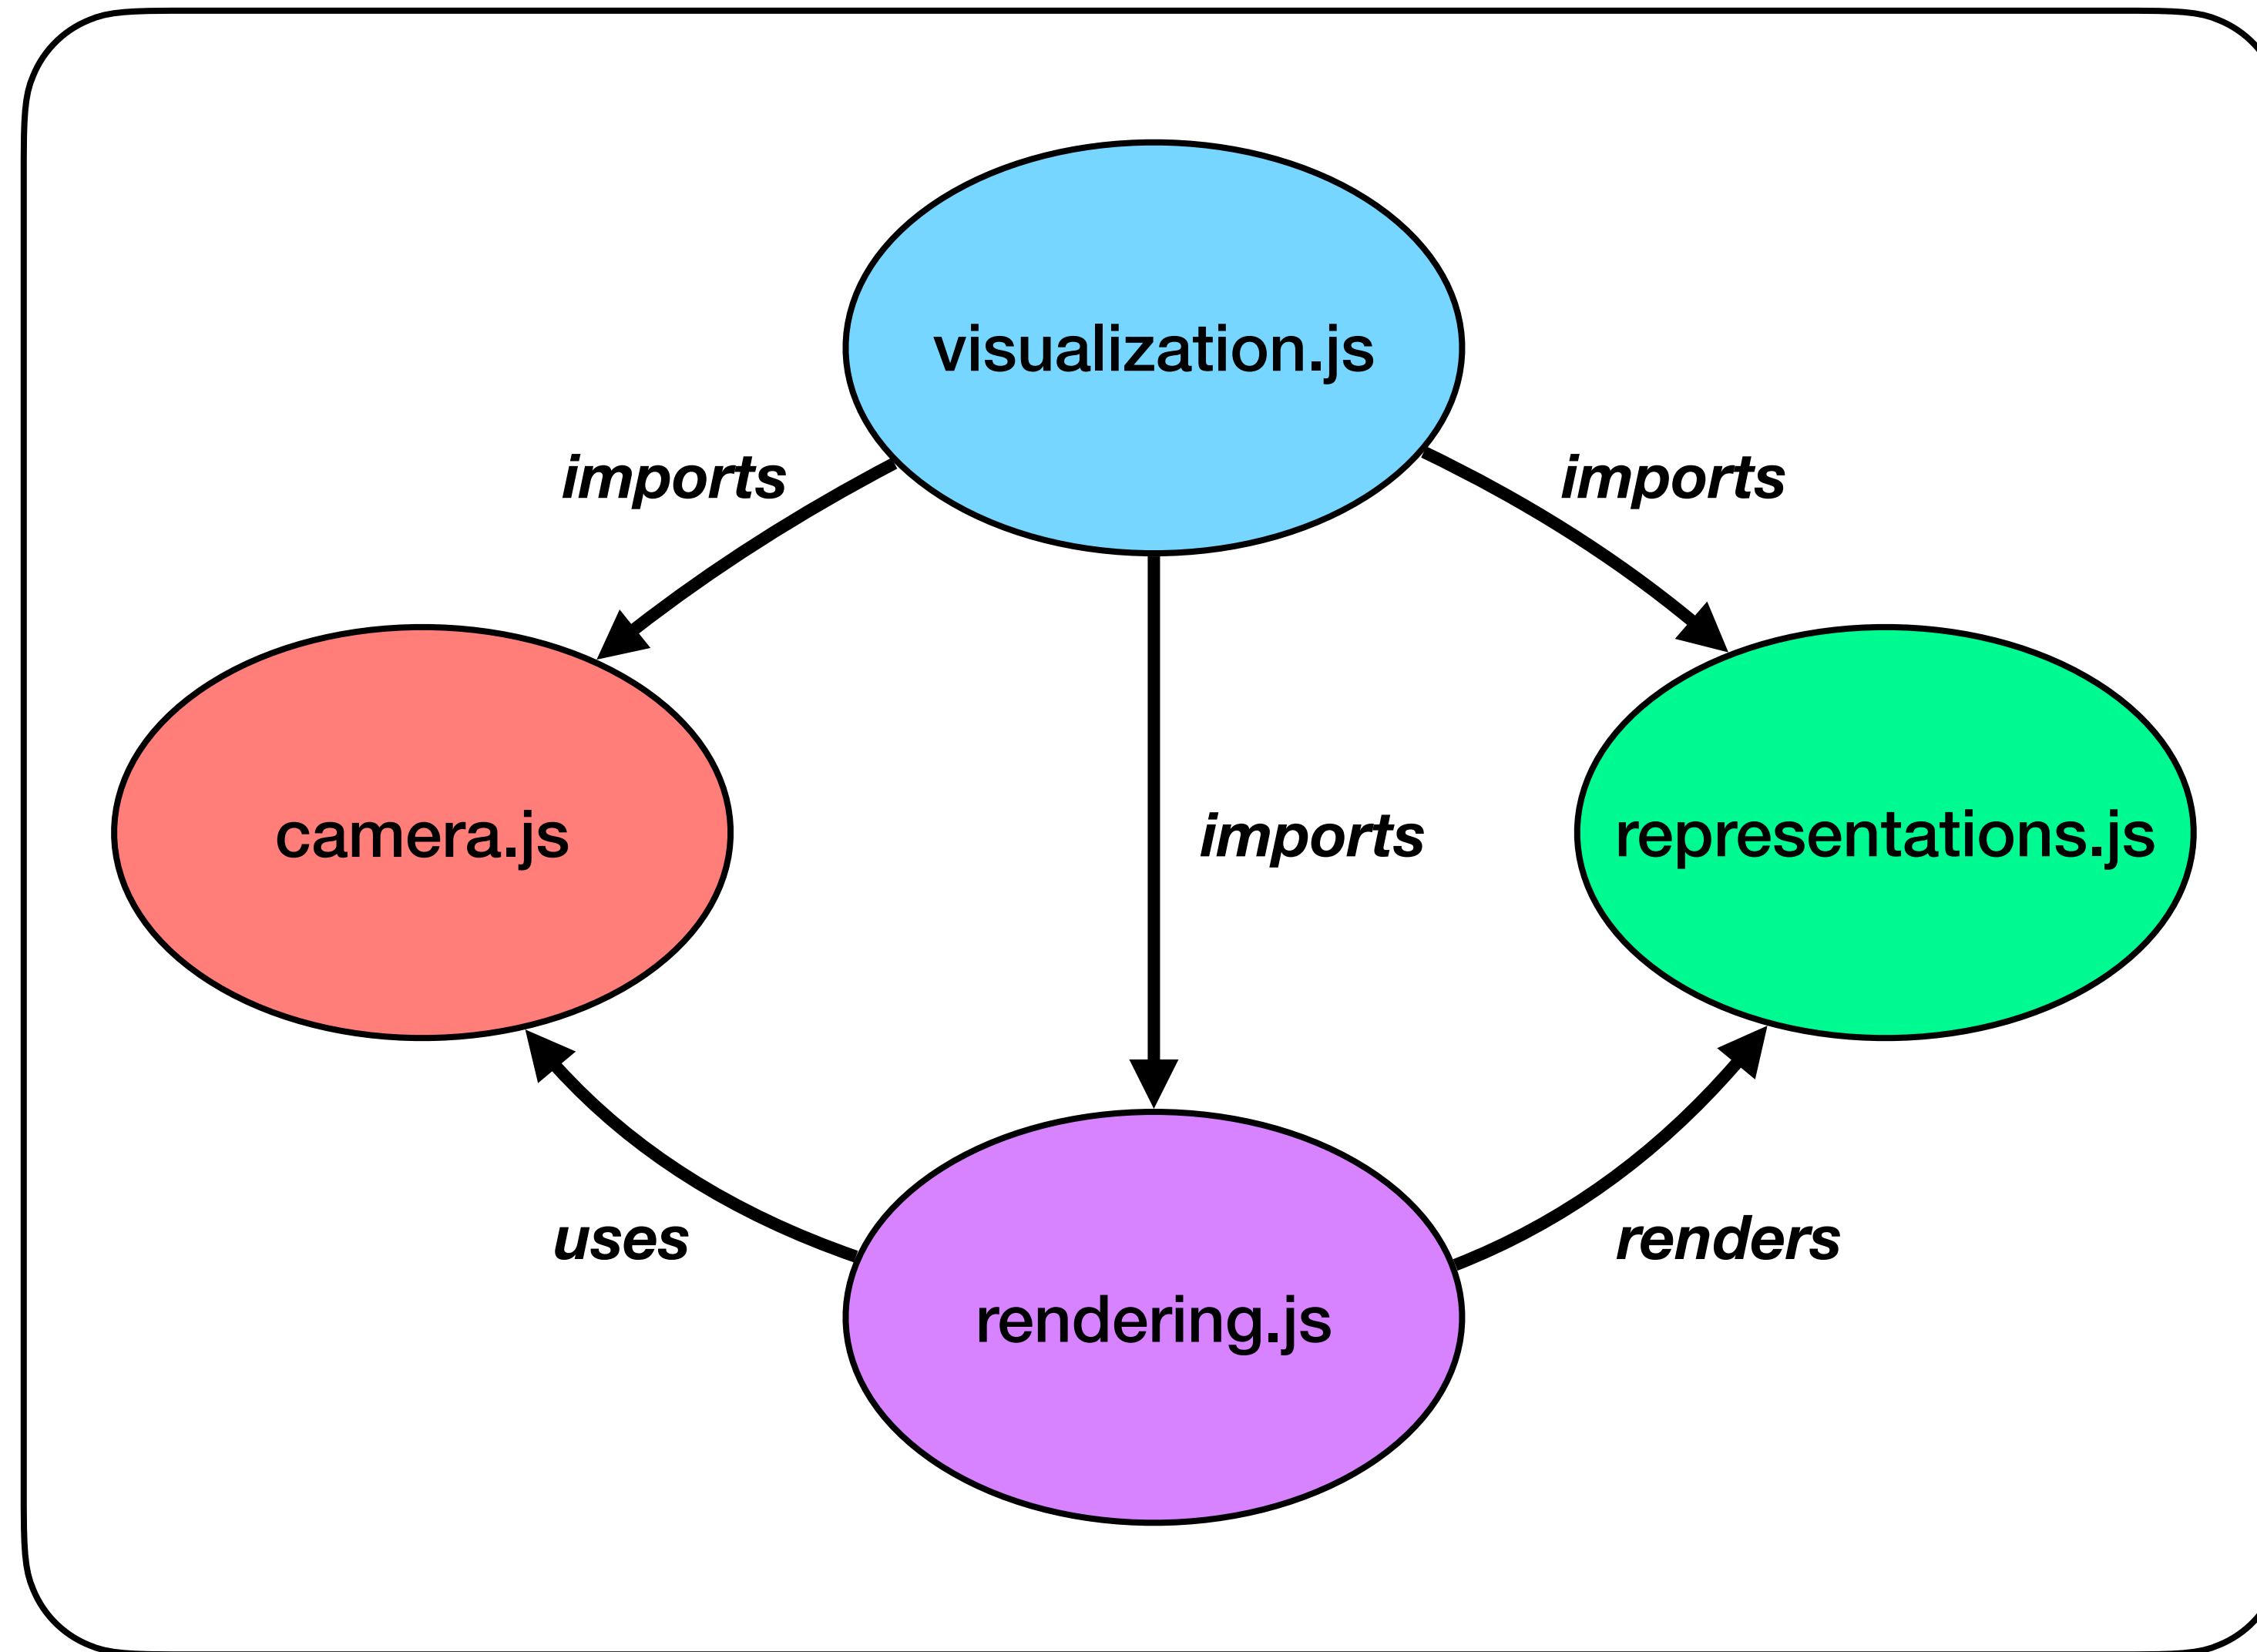 visualization.js
imports
imports
camera.js
imports
representations.js
uses
renders
rendering.js